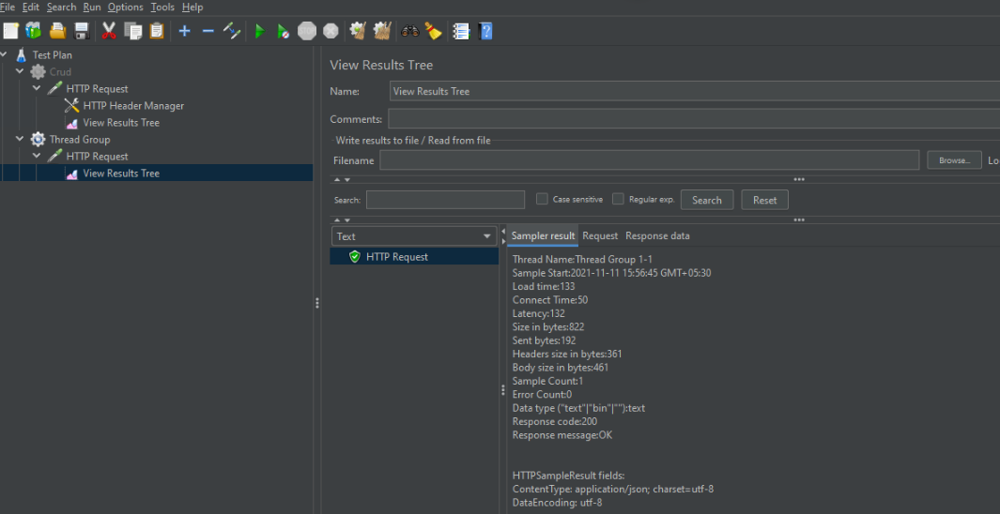 File Edit Search Run Options Tools Help
STOP
Test Plan
Crud
HTTP Request
HTTP Header Manager
View Results Tree
Thread Group
HTTP Request
View Results Tree
View Results Tree
Name: View Results Tree
Comments:
Write results to file / Read from file
Filename Browse... Lo
Search: Case sensitive Regular exp. Search Reset
Text
HTTP Request
Sampler result Request Response data
Thread Name:Thread Group 1-1
Sample Start:2021-11-11 15:56:45 GMT+05:30
Load time:133
Connect Time:50
Latency:132
Size in bytes:822
Sent bytes:192
Headers size in bytes:361
Body size in bytes:461
Sample Count:1
Error Count:0
Data type ("text"|"bin"|""):text
Response code:200
Response message:OK
HTTPSampleResult fields:
ContentType: application/json; charset=utf-8
DataEncoding: utf-8